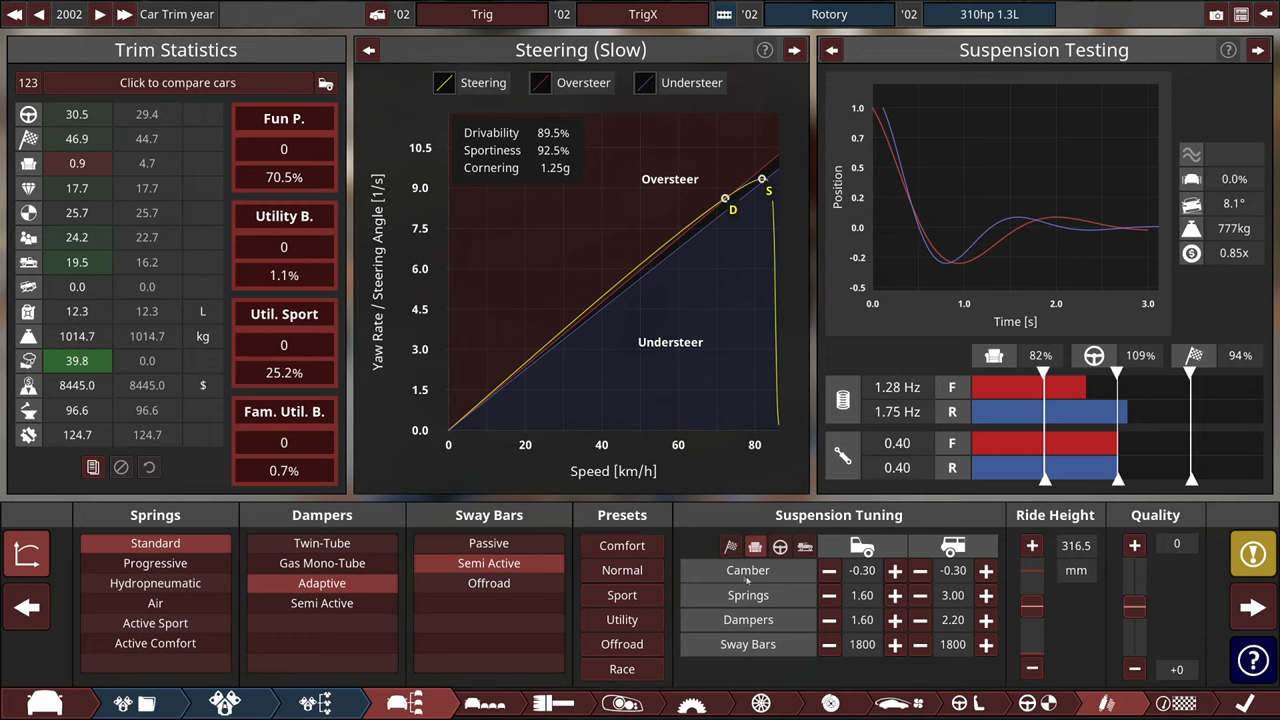 2002 Car Trim year '02 Trig '02 TrigX '02 Rotory '02 310hp 1.3L
Trim Statistics
123 Click to compare cars
30.5 29.4
46.9 44.7
0.9 4.7
17.7 17.7
25.7 25.7
24.2 22.7
19.5 16.2
0.0 0.0
12.3 12.3 L
1014.7 1014.7 kg
39.8 0.0
8445.0 8445.0 $
96.6 96.6
124.7 124.7
Fun P.
0
70.5%
Utility B.
0
1.1%
Util. Sport
0
25.2%
Fam. Util. B.
0
0.7%
Steering (Slow)
Steering Oversteer Understeer
Drivability 89.5%
Sportiness 92.5%
Cornering 1.25g
Yaw Rate / Steering Angle [1/s]
10.5
9.0
7.5
6.0
4.5
3.0
1.5
0.0
Oversteer
D
S
Understeer
0 20 40 60 80
Speed [km/h]
Suspension Testing
Position
1.0
0.7
0.5
0.2
0.0
-0.2
-0.5
0.0 1.0 2.0 3.0
Time [s]
0.0%
8.1°
777kg
0.85x
82% 109% 94%
1.28 Hz F
1.75 Hz R
0.40 F
0.40 R
Springs
Standard
Progressive
Hydropneumatic
Air
Active Sport
Active Comfort
Dampers
Twin-Tube
Gas Mono-Tube
Adaptive
Semi Active
Sway Bars
Passive
Semi Active
Offroad
Presets
Comfort
Normal
Sport
Utility
Offroad
Race
Suspension Tuning
Camber - -0.30 + - -0.30 +
Springs - 1.60 + - 3.00 +
Dampers - 1.60 + - 2.20 +
Sway Bars - 1800 + - 1800 +
Ride Height
+ 316.5
mm
-
Quality
+ 0
- +0